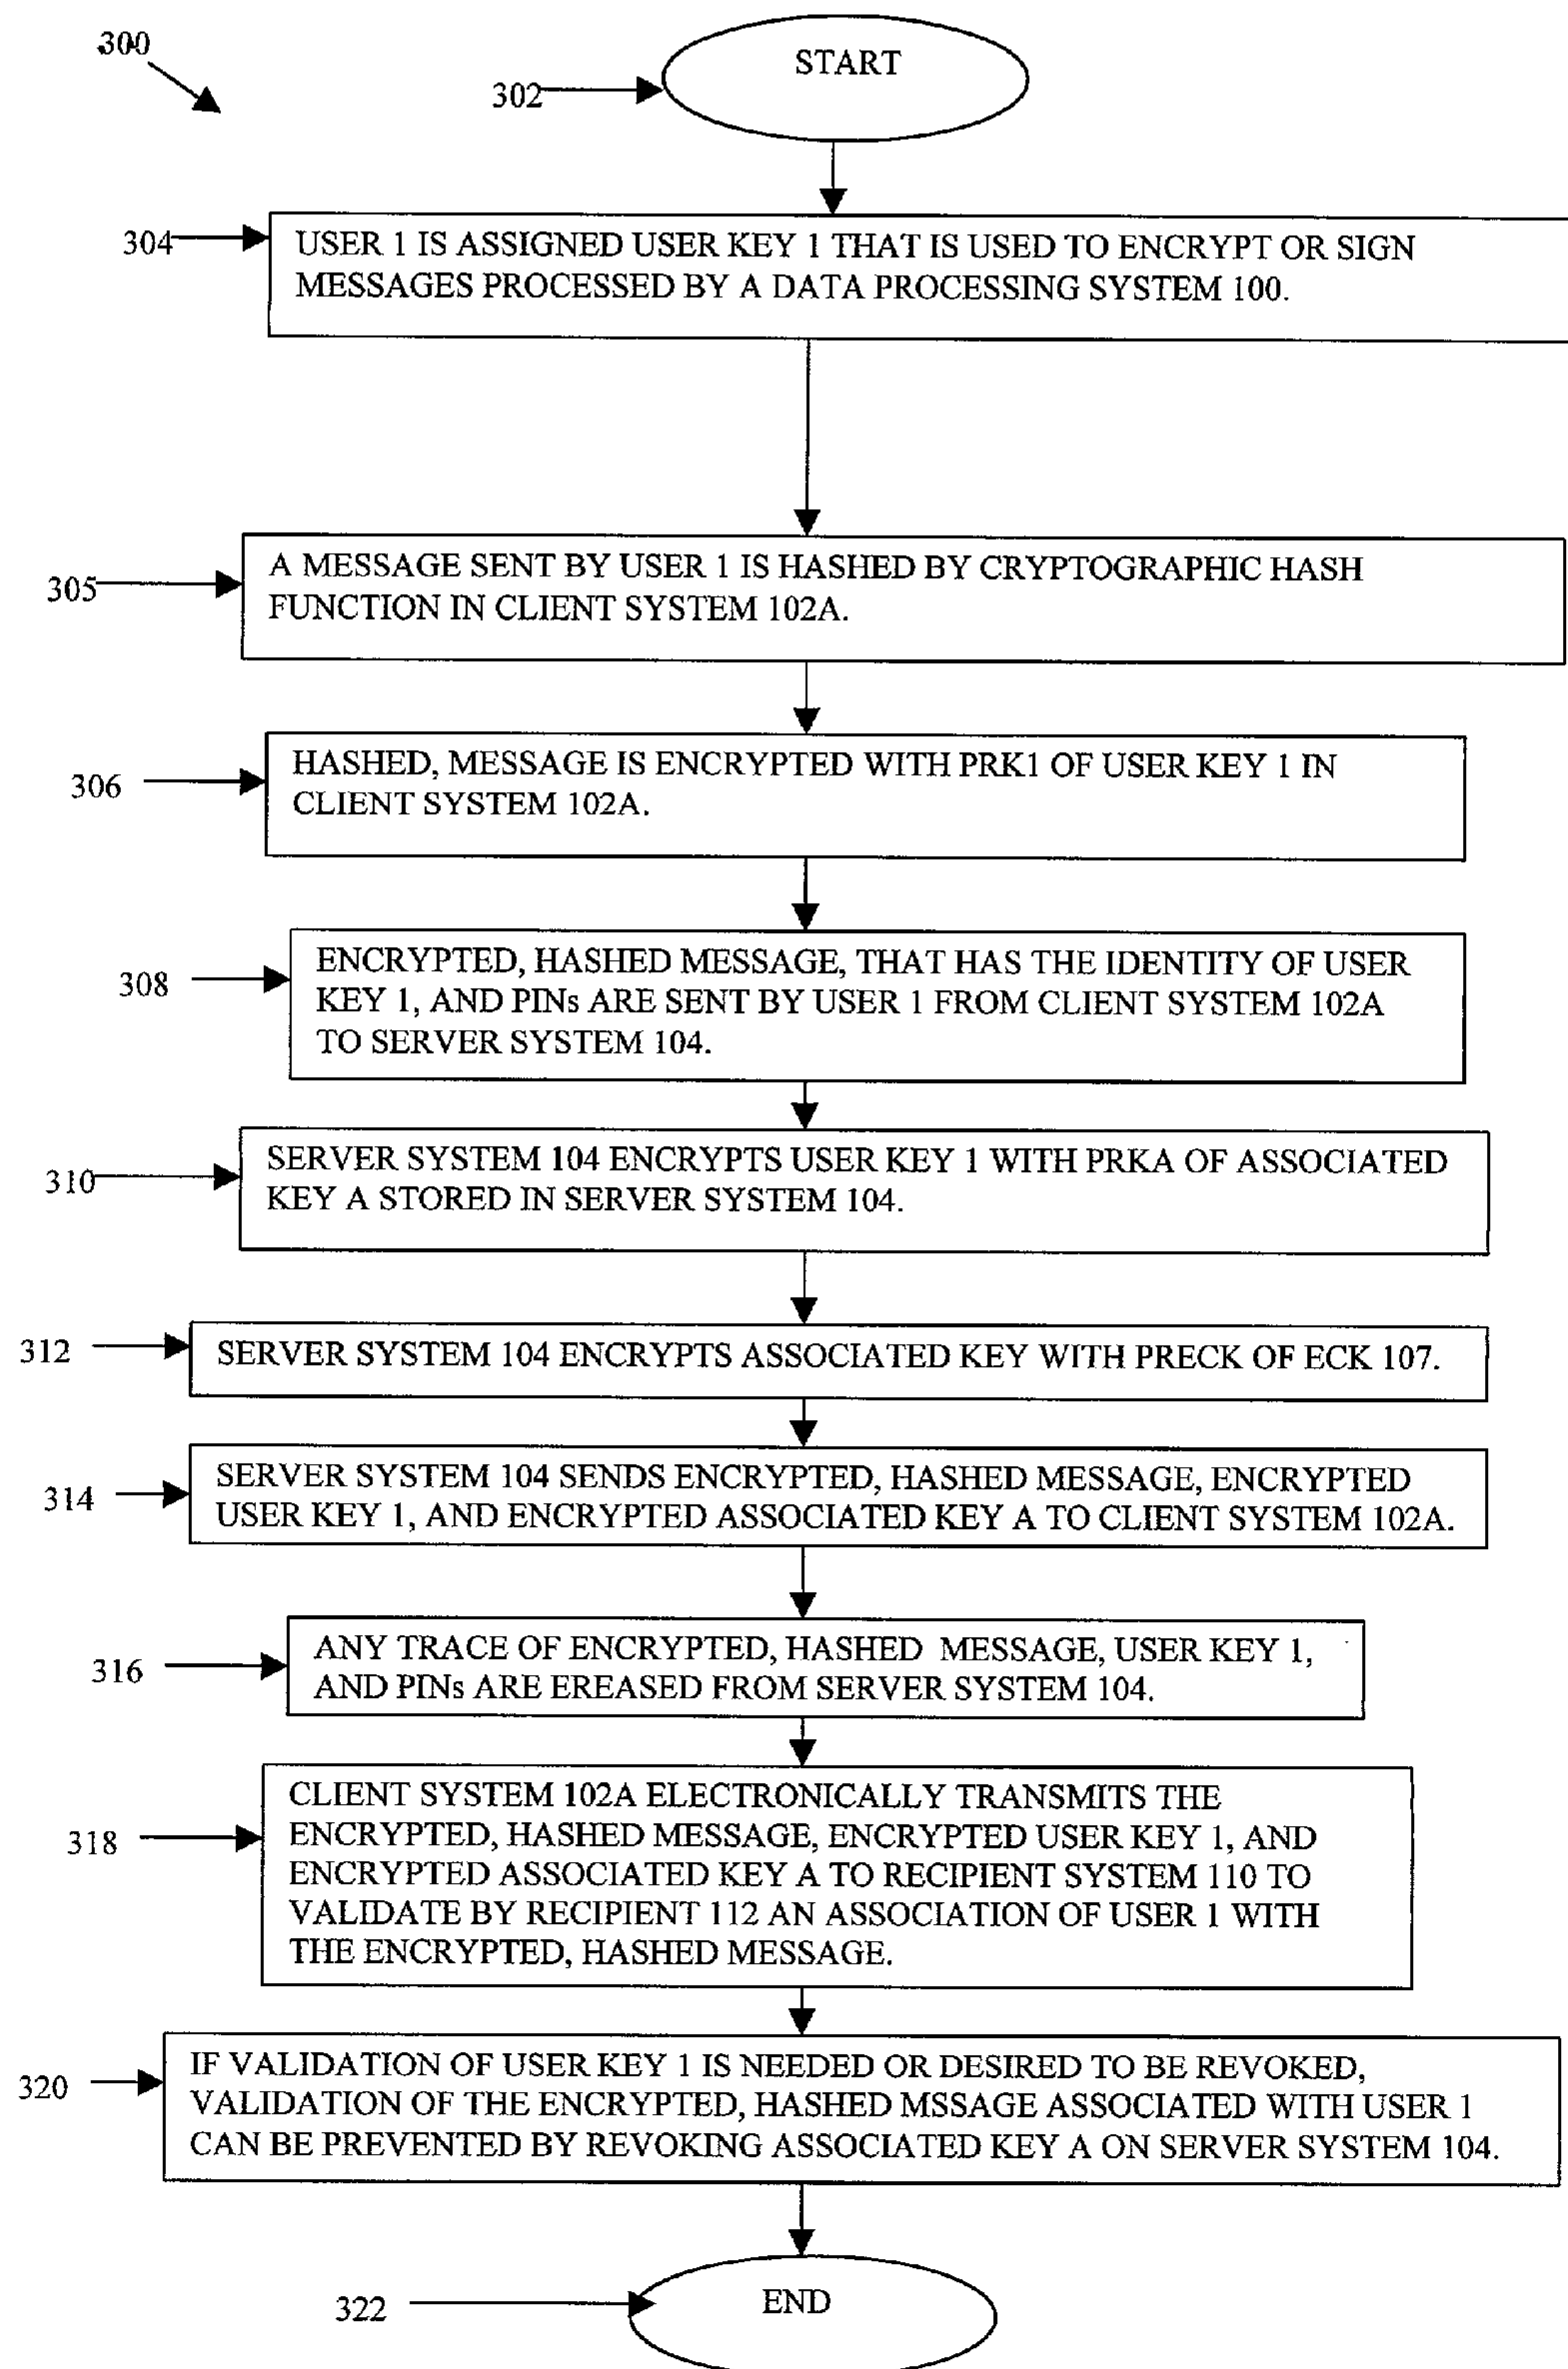 300
START
302
304
USER 1 IS ASSIGNED USER KEY 1 THAT IS USED TO ENCRYPT OR SIGN
MESSAGES PROCESSED BY A DATA PROCESSING SYSTEM 100.
305
A MESSAGE SENT BY USER 1 IS HASHED BY CRYPTOGRAPHIC HASH
FUNCTION IN CLIENT SYSTEM 102A.
306
HASHED, MESSAGE IS ENCRYPTED WITH PRK1 OF USER KEY 1 IN
CLIENT SYSTEM 102A.
308
ENCRYPTED, HASHED MESSAGE, THAT HAS THE IDENTITY OF USER
KEY 1, AND PINs ARE SENT BY USER 1 FROM CLIENT SYSTEM 102A
TO SERVER SYSTEM 104.
310
SERVER SYSTEM 104 ENCRYPTS USER KEY 1 WITH PRKA OF ASSOCIATED
KEY A STORED IN SERVER SYSTEM 104.
312
SERVER SYSTEM 104 ENCRYPTS ASSOCIATED KEY WITH PRECK OF ECK 107.
314
SERVER SYSTEM 104 SENDS ENCRYPTED, HASHED MESSAGE, ENCRYPTED
USER KEY 1, AND ENCRYPTED ASSOCIATED KEY A TO CLIENT SYSTEM 102A.
316
ANY TRACE OF ENCRYPTED, HASHED MESSAGE, USER KEY 1,
AND PINs ARE EREASED FROM SERVER SYSTEM 104.
318
CLIENT SYSTEM 102A ELECTRONICALLY TRANSMITS THE
ENCRYPTED, HASHED MESSAGE, ENCRYPTED USER KEY 1, AND
ENCRYPTED ASSOCIATED KEY A TO RECIPIENT SYSTEM 110 TO
VALIDATE BY RECIPIENT 112 AN ASSOCIATION OF USER 1 WITH
THE ENCRYPTED, HASHED MESSAGE.
320
IF VALIDATION OF USER KEY 1 IS NEEDED OR DESIRED TO BE REVOKED,
VALIDATION OF THE ENCRYPTED, HASHED MSSAGE ASSOCIATED WITH USER 1
CAN BE PREVENTED BY REVOKING ASSOCIATED KEY A ON SERVER SYSTEM 104.
322
END